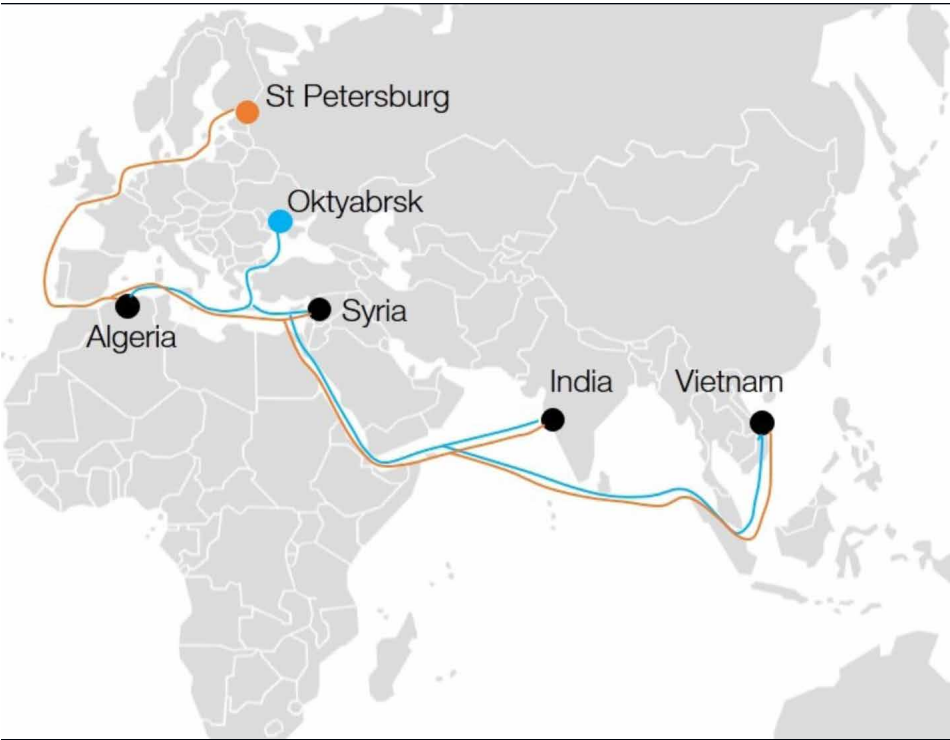 St Petersburg
Oktyabrsk
Syria
Algeria
India
Vietnam